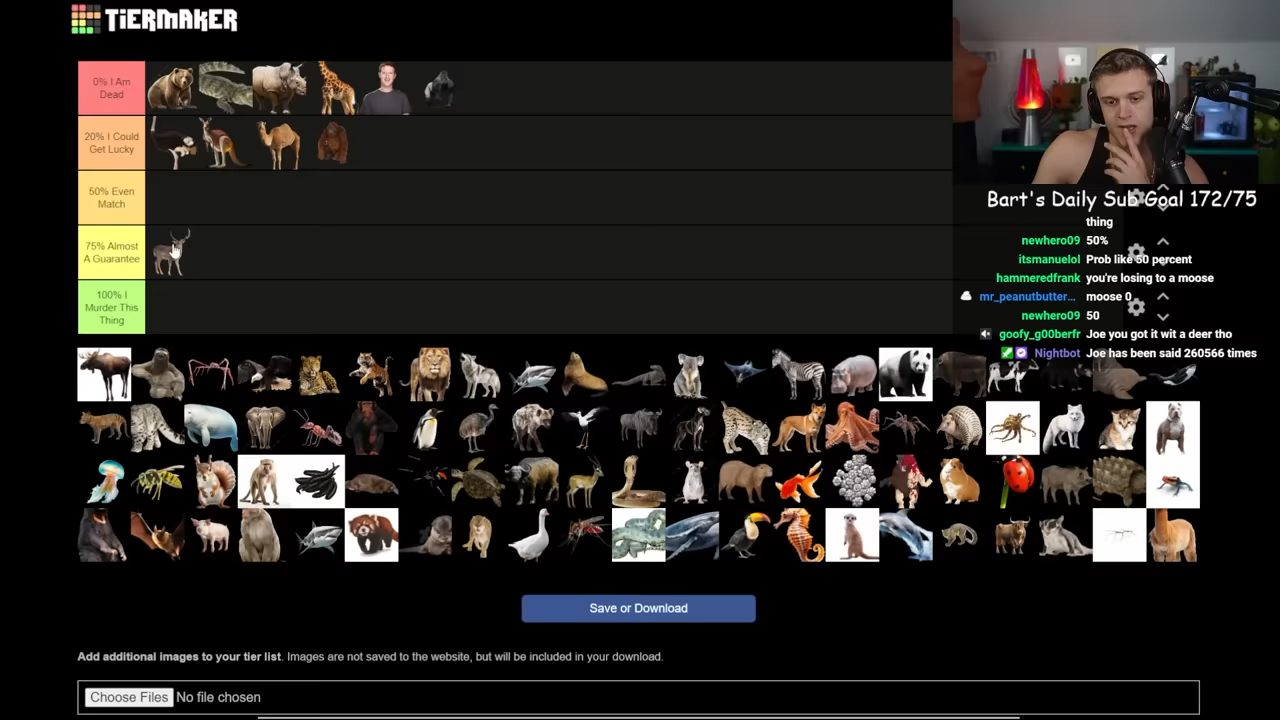 TiERMAKER
0% I Am
Dead
20% I Could
Get Lucky
50% Even
Match
75% Almost
A Guarantee
100% I
Murder This
Thing
Bart's Daily Sub Goal 172/75
thing
newhero09 50%
itsmanuelol Prob like 50 percent
hammeredfrank you're losing to a moose
mr_peanutbutter... moose 0
newhero09 50
goofy_g00berfr Joe you got it wit a deer tho
Nightbot Joe has been said 260566 times
Save or Download
Add additional images to your tier list. Images are not saved to the website, but will be included in your download.
Choose Files No file chosen